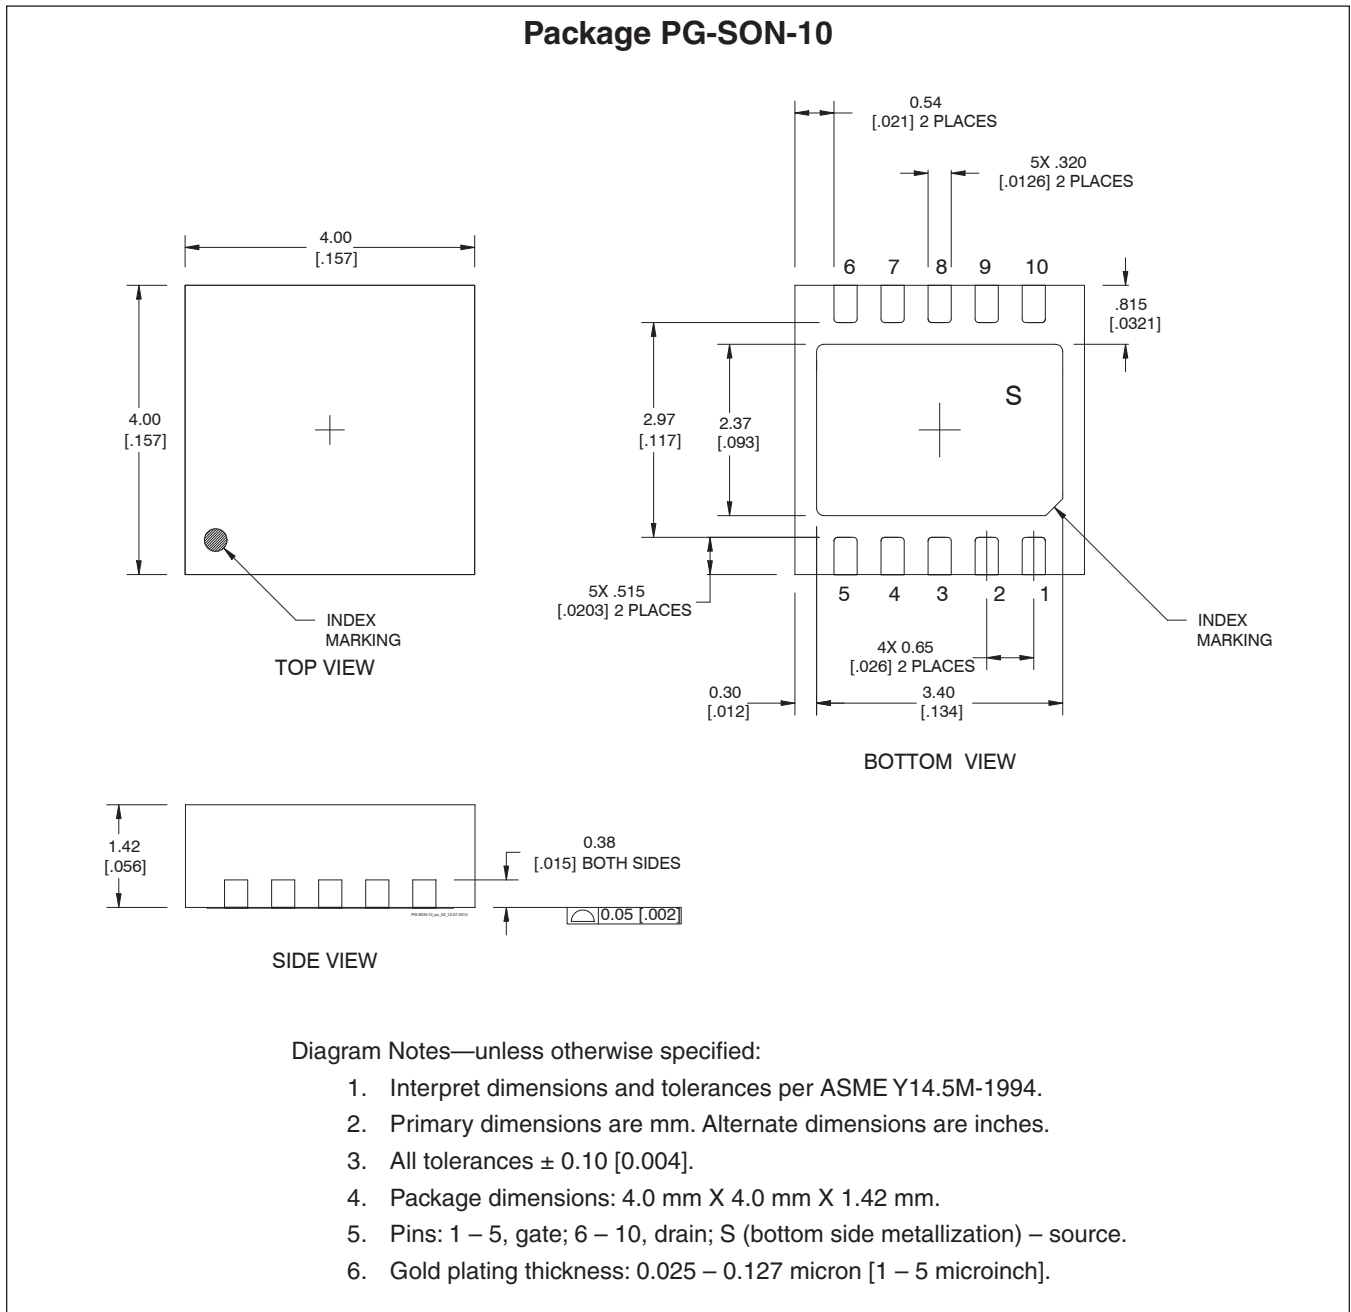 Package PG-SON-10
0.54
[.021] 2 PLACES
5X .320
[.0126] 2 PLACES
4.00
[.157]
6 7 8 9 10
.815
[.0321]
4.00
[.157]
2.97
[.117]
2.37
[.093]
S
5X .515
[.0203] 2 PLACES
5 4 3 2 1
INDEX
MARKING
TOP VIEW
INDEX
MARKING
4X 0.65
[.026] 2 PLACES
0.30
[.012]
3.40
[.134]
BOTTOM VIEW
1.42
[.056]
0.38
[.015] BOTH SIDES
0.05 [.002]
SIDE VIEW
Diagram Notes—unless otherwise specified:
1. Interpret dimensions and tolerances per ASME Y14.5M-1994.
2. Primary dimensions are mm. Alternate dimensions are inches.
3. All tolerances ± 0.10 [0.004].
4. Package dimensions: 4.0 mm X 4.0 mm X 1.42 mm.
5. Pins: 1 – 5, gate; 6 – 10, drain; S (bottom side metallization) – source.
6. Gold plating thickness: 0.025 – 0.127 micron [1 – 5 microinch].